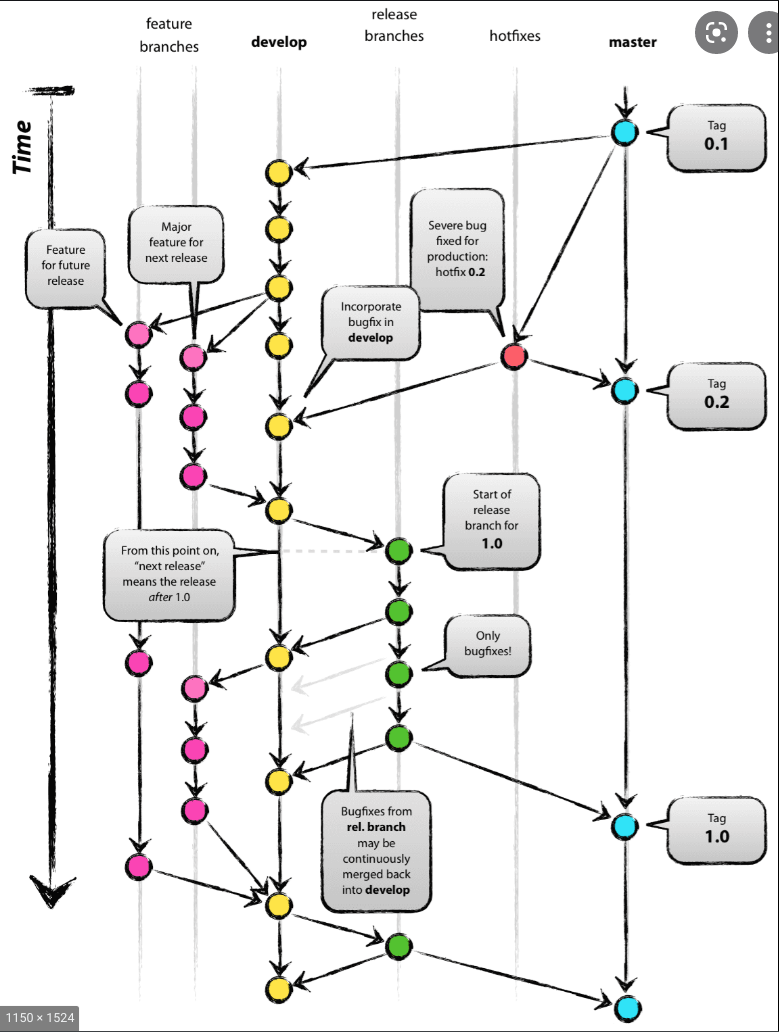 feature
branches
develop
release
branches
hotfixes
master
Time
Tag
0.1
Major
feature for
next release
Feature
for future
release
Severe bug
fixed for
production:
hotfix 0.2
Incorporate
bugfix in
develop
Tag
0.2
Start of
release
branch for
1.0
From this point on,
“next release”
means the release
after 1.0
Only
bugfixes!
Bugfixes from
rel. branch
may be
continuously
merged back
into develop
Tag
1.0
1150 × 1524